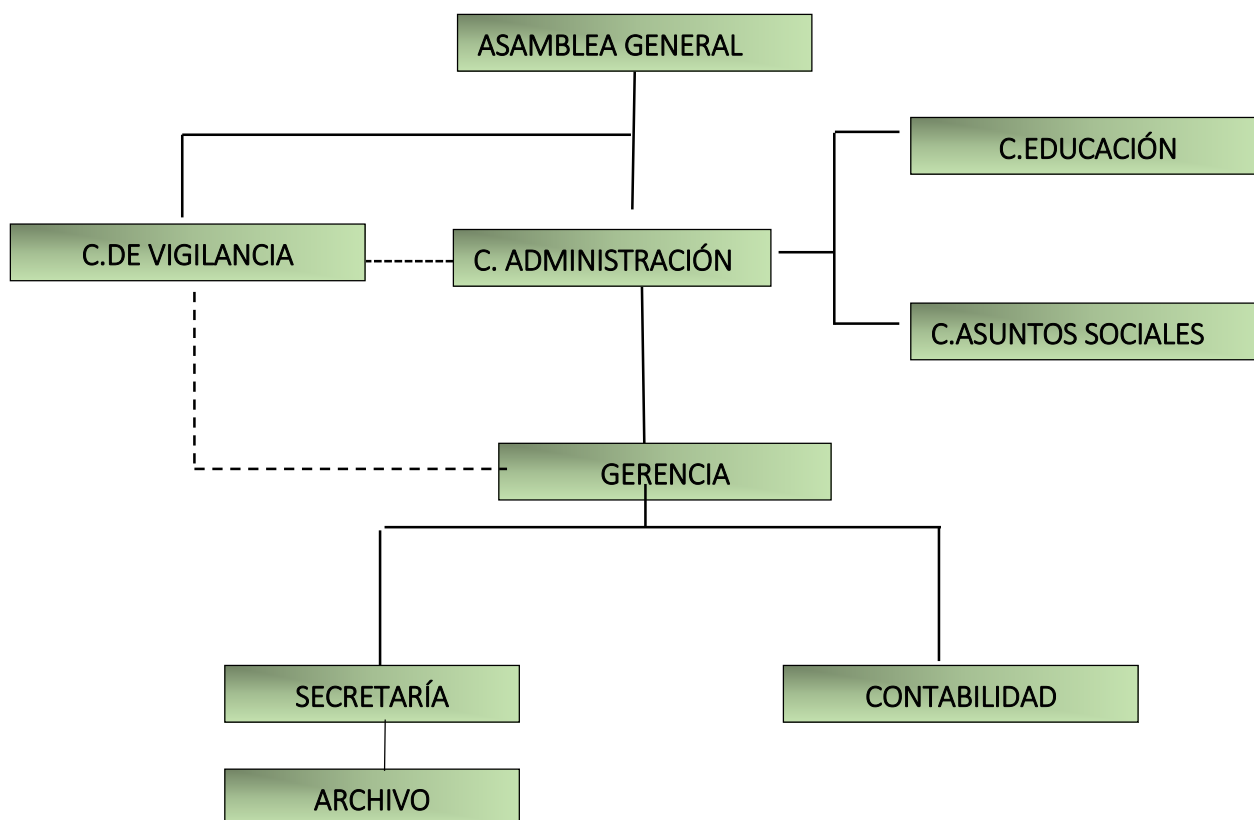 ASAMBLEA GENERAL
C.EDUCACIÓN
C.DE VIGILANCIA
C. ADMINISTRACIÓN
C.ASUNTOS SOCIALES
GERENCIA
SECRETARÍA
CONTABILIDAD
ARCHIVO